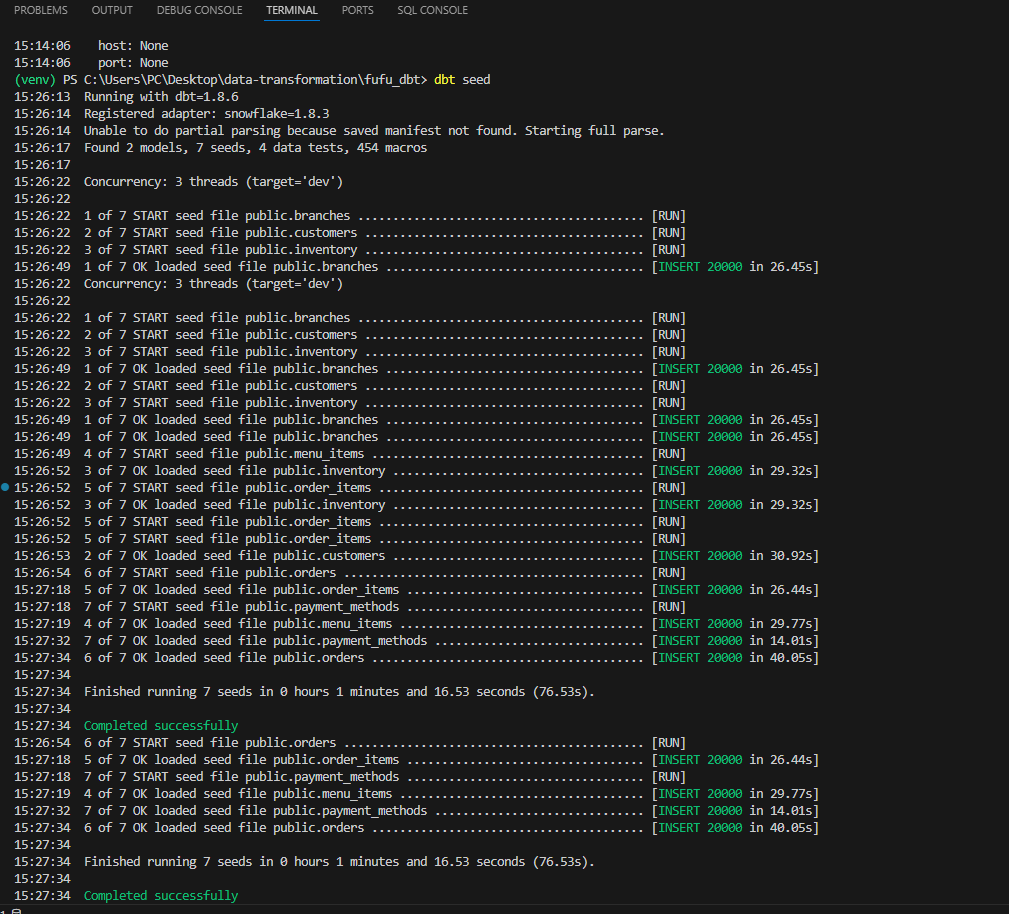 PROBLEMS OUTPUT DEBUG CONSOLE TERMINAL PORTS SQL CONSOLE
15:14:06 host: None
15:14:06 port: None
(venv) PS C:\Users\PC\Desktop\data-transformation\fufu_dbt> dbt seed
15:26:13 Running with dbt=1.8.6
15:26:14 Registered adapter: snowflake=1.8.3
15:26:14 Unable to do partial parsing because saved manifest not found. Starting full parse.
15:26:17 Found 2 models, 7 seeds, 4 data tests, 454 macros
15:26:17
15:26:22 Concurrency: 3 threads (target='dev')
15:26:22
15:26:22 1 of 7 START seed file public.branches ......................................... [RUN]
15:26:22 2 of 7 START seed file public.customers ........................................ [RUN]
15:26:22 3 of 7 START seed file public.inventory ........................................ [RUN]
15:26:49 1 of 7 OK loaded seed file public.branches ..................................... [INSERT 20000 in 26.45s]
15:26:22 Concurrency: 3 threads (target='dev')
15:26:22
15:26:22 1 of 7 START seed file public.branches ......................................... [RUN]
15:26:22 2 of 7 START seed file public.customers ........................................ [RUN]
15:26:22 3 of 7 START seed file public.inventory ........................................ [RUN]
15:26:49 1 of 7 OK loaded seed file public.branches ..................................... [INSERT 20000 in 26.45s]
15:26:22 2 of 7 START seed file public.customers ........................................ [RUN]
15:26:22 3 of 7 START seed file public.inventory ........................................ [RUN]
15:26:49 1 of 7 OK loaded seed file public.branches ..................................... [INSERT 20000 in 26.45s]
15:26:49 1 of 7 OK loaded seed file public.branches ..................................... [INSERT 20000 in 26.45s]
15:26:49 4 of 7 START seed file public.menu_items ....................................... [RUN]
15:26:52 3 of 7 OK loaded seed file public.inventory .................................... [INSERT 20000 in 29.32s]
15:26:52 5 of 7 START seed file public.order_items ...................................... [RUN]
15:26:52 3 of 7 OK loaded seed file public.inventory .................................... [INSERT 20000 in 29.32s]
15:26:52 5 of 7 START seed file public.order_items ...................................... [RUN]
15:26:52 5 of 7 START seed file public.order_items ...................................... [RUN]
15:26:53 2 of 7 OK loaded seed file public.customers .................................... [INSERT 20000 in 30.92s]
15:26:54 6 of 7 START seed file public.orders ........................................... [RUN]
15:27:18 5 of 7 OK loaded seed file public.order_items .................................. [INSERT 20000 in 26.44s]
15:27:18 7 of 7 START seed file public.payment_methods .................................. [RUN]
15:27:19 4 of 7 OK loaded seed file public.menu_items ................................... [INSERT 20000 in 29.77s]
15:27:32 7 of 7 OK loaded seed file public.payment_methods .............................. [INSERT 20000 in 14.01s]
15:27:34 6 of 7 OK loaded seed file public.orders ....................................... [INSERT 20000 in 40.05s]
15:27:34
15:27:34 Finished running 7 seeds in 0 hours 1 minutes and 16.53 seconds (76.53s).
15:27:34
15:27:34 Completed successfully
15:26:54 6 of 7 START seed file public.orders ........................................... [RUN]
15:27:18 5 of 7 OK loaded seed file public.order_items .................................. [INSERT 20000 in 26.44s]
15:27:18 7 of 7 START seed file public.payment_methods .................................. [RUN]
15:27:19 4 of 7 OK loaded seed file public.menu_items ................................... [INSERT 20000 in 29.77s]
15:27:32 7 of 7 OK loaded seed file public.payment_methods .............................. [INSERT 20000 in 14.01s]
15:27:34 6 of 7 OK loaded seed file public.orders ....................................... [INSERT 20000 in 40.05s]
15:27:34
15:27:34 Finished running 7 seeds in 0 hours 1 minutes and 16.53 seconds (76.53s).
15:27:34
15:27:34 Completed successfully